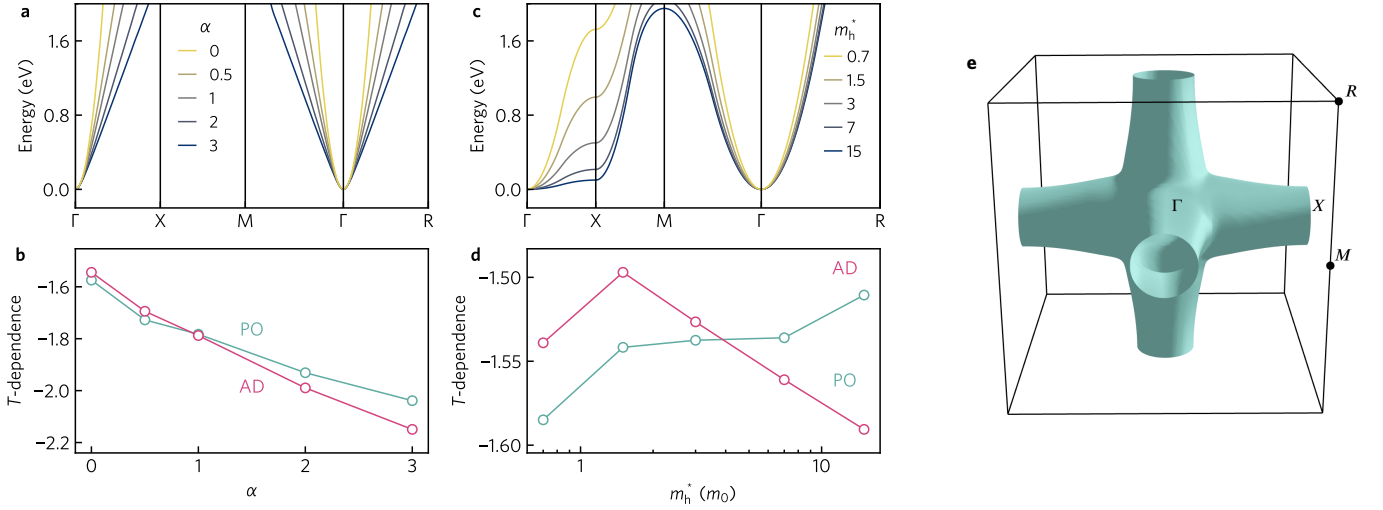 a
α
0
0.5
1
2
3
1.6
0.8
0.0
Energy (eV)
Γ X M Γ R
b
PO
AD
−1.6
−1.8
−2.0
−2.2
T-dependence
0 1 2 3
α
c
m*h
0.7
1.5
3
7
15
1.6
0.8
0.0
Energy (eV)
Γ X M Γ R
d
AD
PO
−1.50
−1.55
−1.60
T-dependence
1 10
m*h (m0)
e
R
Γ
X
M